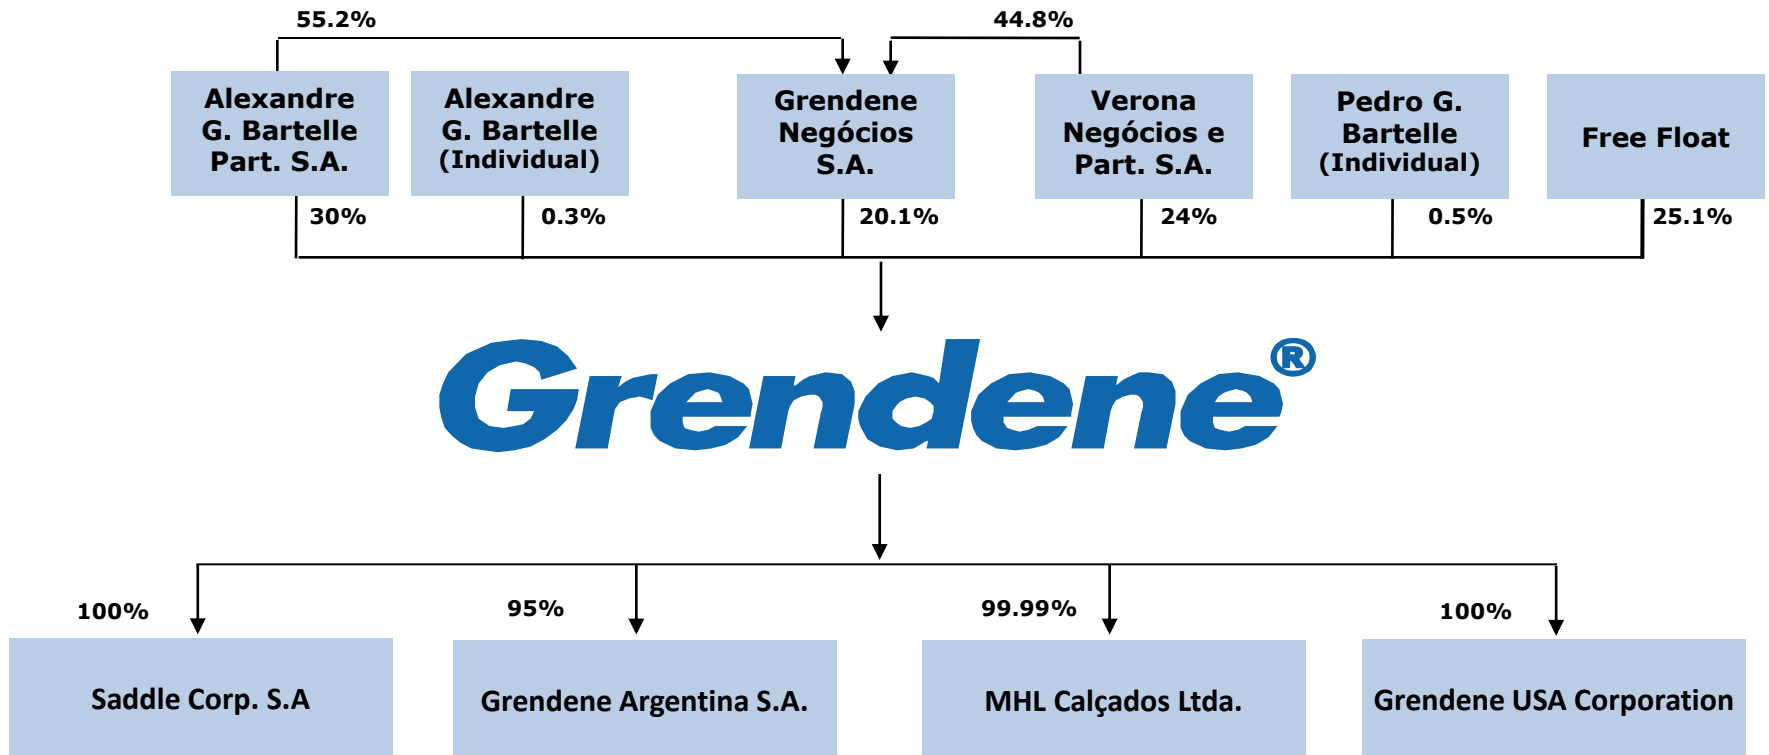 55.2%
44.8%
Alexandre
G. Bartelle
Part. S.A.
Alexandre
G. Bartelle
(Individual)
Grendene
Negócios
S.A.
Verona
Negócios e
Part. S.A.
Pedro G.
Bartelle
(Individual)
Free Float
30%
0.3%
20.1%
24%
0.5%
25.1%
Grendene®
100%
95%
99.99%
100%
Saddle Corp. S.A
Grendene Argentina S.A.
MHL Calçados Ltda.
Grendene USA Corporation